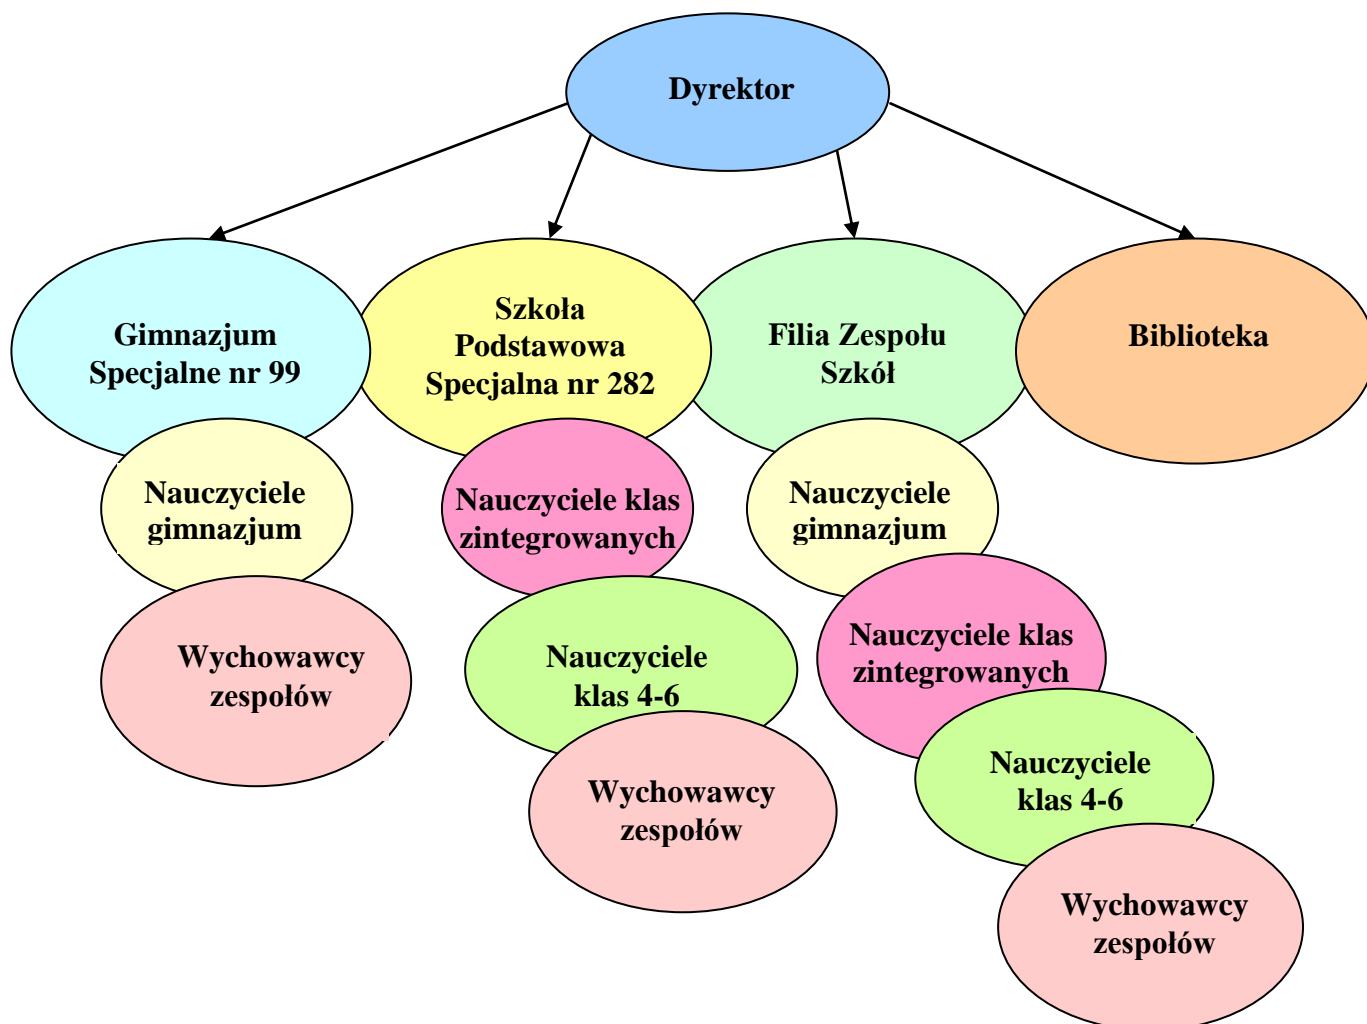 Dyrektor
Gimnazjum
Specjalne nr 99
Szkoła
Podstawowa
Specjalna nr 282
Filia Zespołu
Szkół
Biblioteka
Nauczyciele
gimnazjum
Nauczyciele klas
zintegrowanych
Nauczyciele
gimnazjum
Wychowawcy
zespołów
Nauczyciele
klas 4-6
Nauczyciele klas
zintegrowanych
Wychowawcy
zespołów
Nauczyciele
klas 4-6
Wychowawcy
zespołów